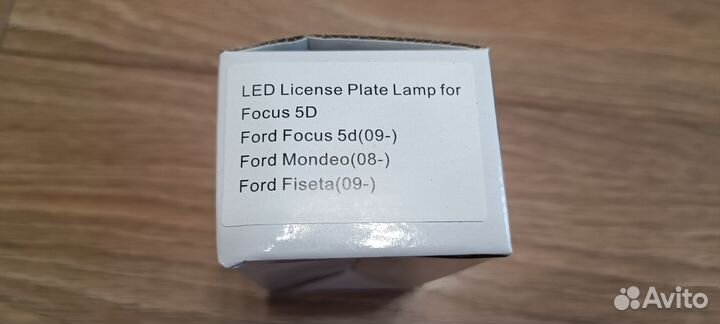 LED License Plate Lamp for
Focus 5D
Ford Focus 5d(09-)
Ford Mondeo(08-)
Ford Fiseta(09-)
Avito